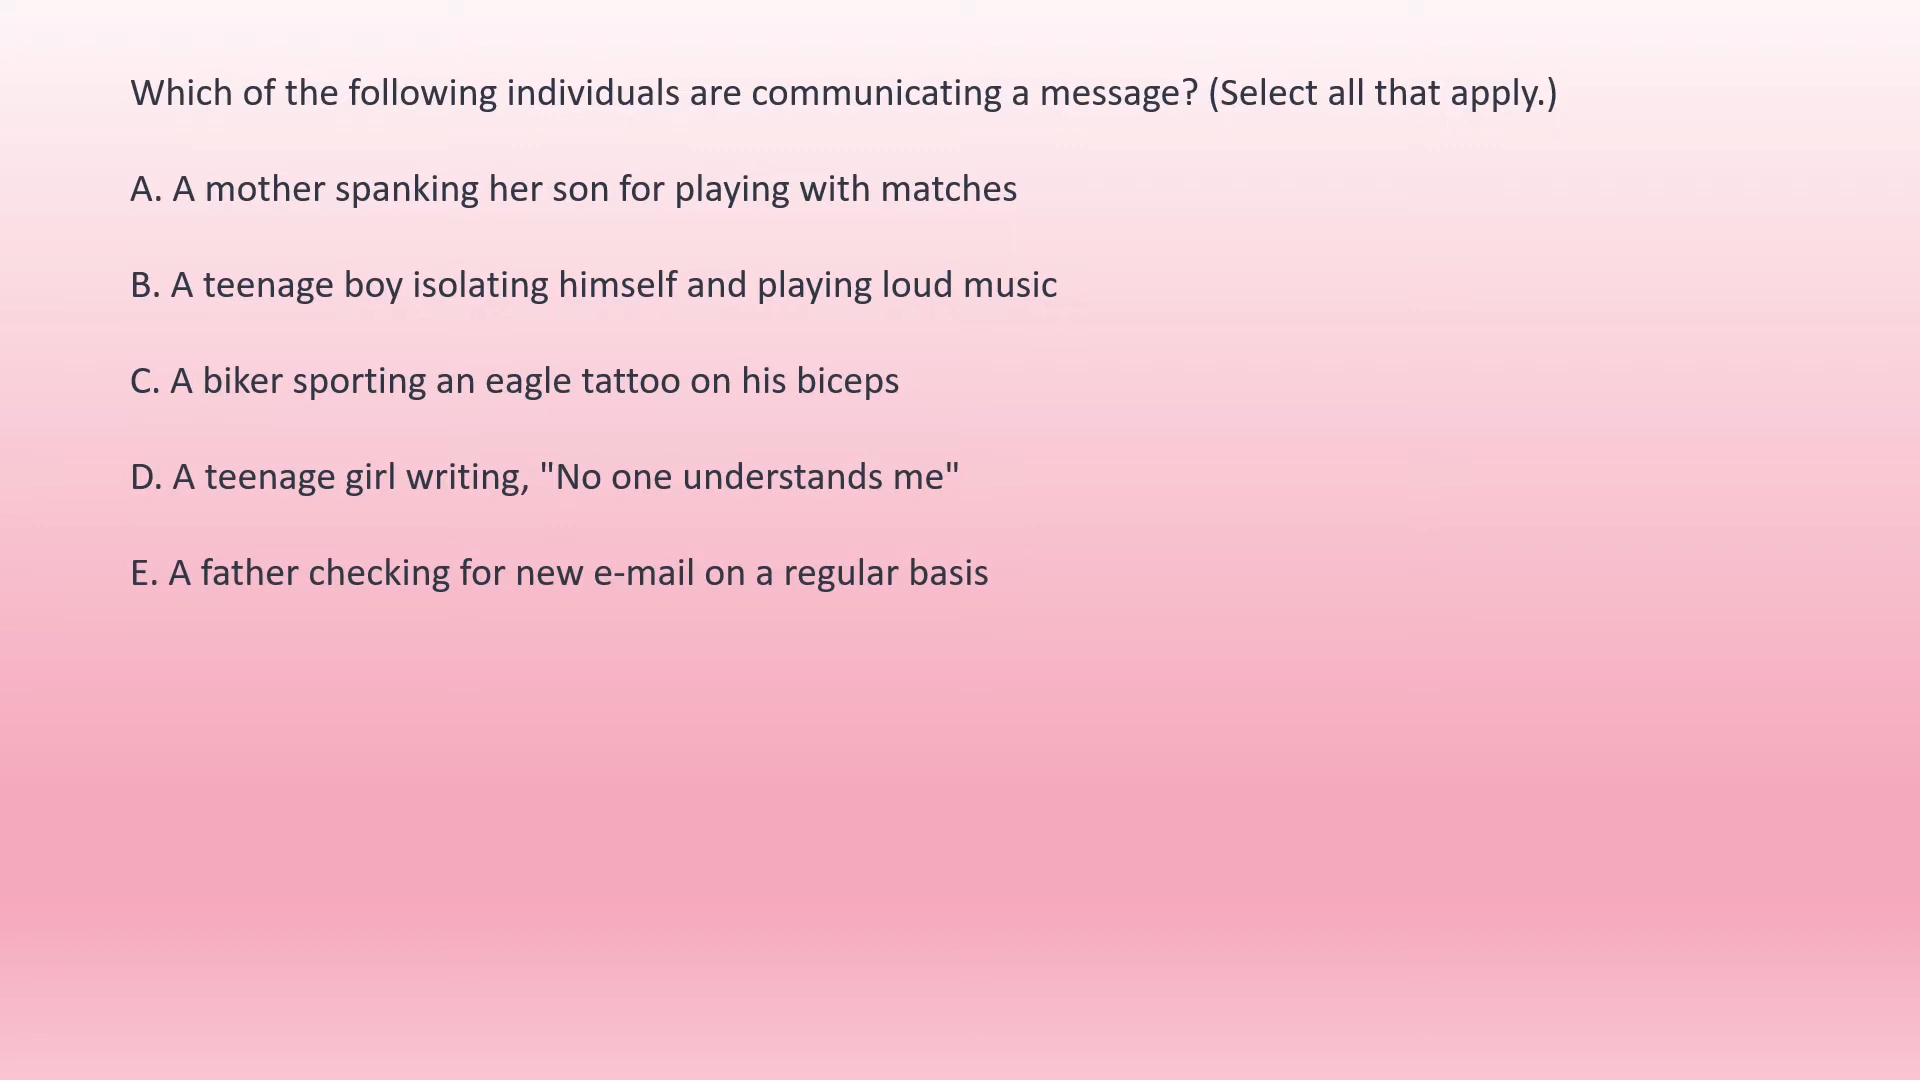 Which of the following individuals are communicating a message? (Select all that apply.)
A. A mother spanking her son for playing with matches
B. A teenage boy isolating himself and playing loud music
C. A biker sporting an eagle tattoo on his biceps
D. A teenage girl writing, "No one understands me"
E. A father checking for new e-mail on a regular basis